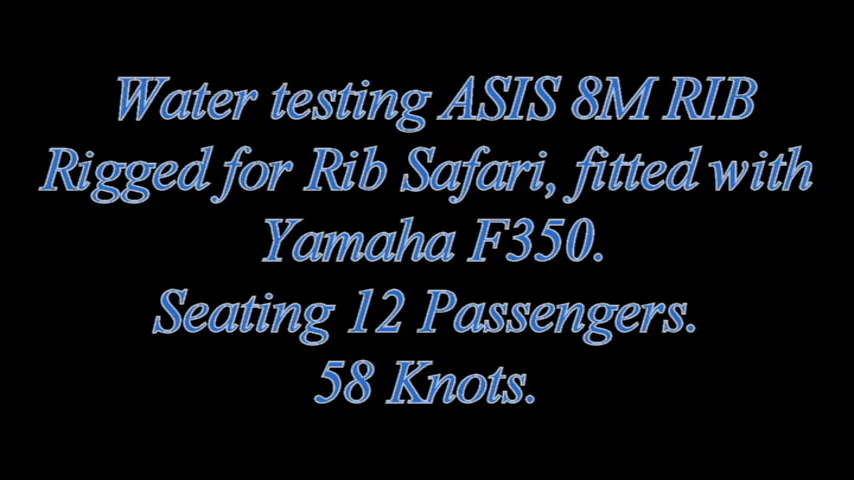 Water testing ASIS 8M RIB
Rigged for Rib Safari, fitted with
Yamaha F350.
Seating 12 Passengers.
58 Knots.